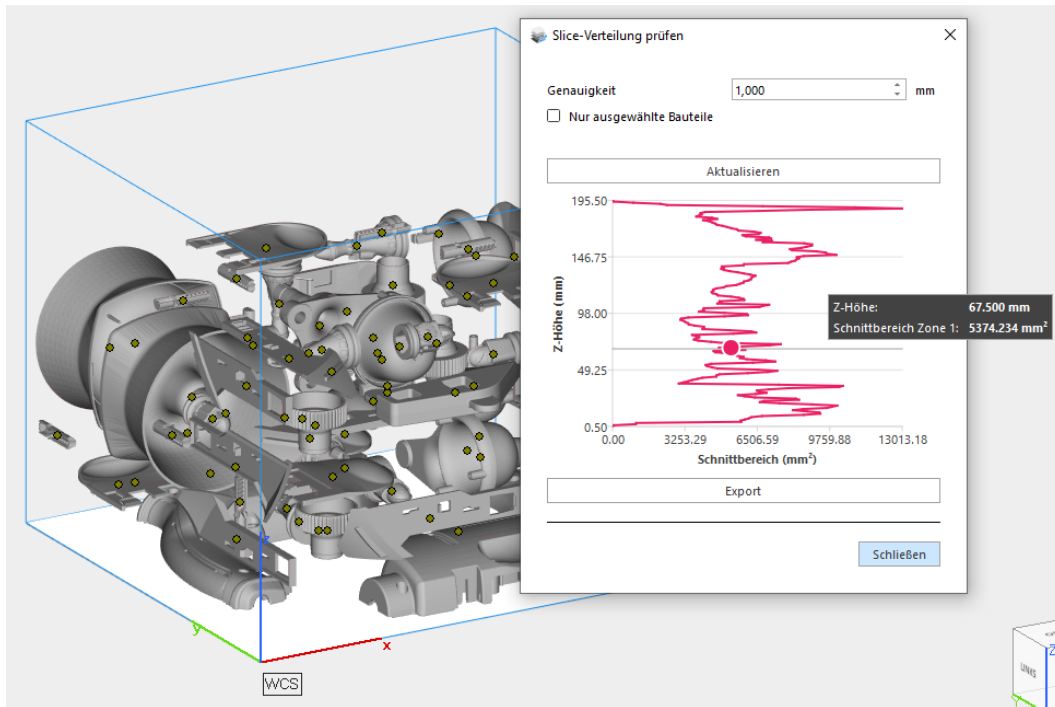 Slice-Verteilung prüfen
Genauigkeit
1,000
mm
Nur ausgewählte Bauteile
Aktualisieren
195.50
146.75
98.00
49.25
0.50
Z-Höhe (mm)
0.00
3253.29
6506.59
9759.88
13013.18
Schnittbereich (mm²)
Z-Höhe: 67.500 mm
Schnittbereich Zone 1: 5374.234 mm²
Export
Schließen
z
y
x
WCS
LINKS
Z
Y